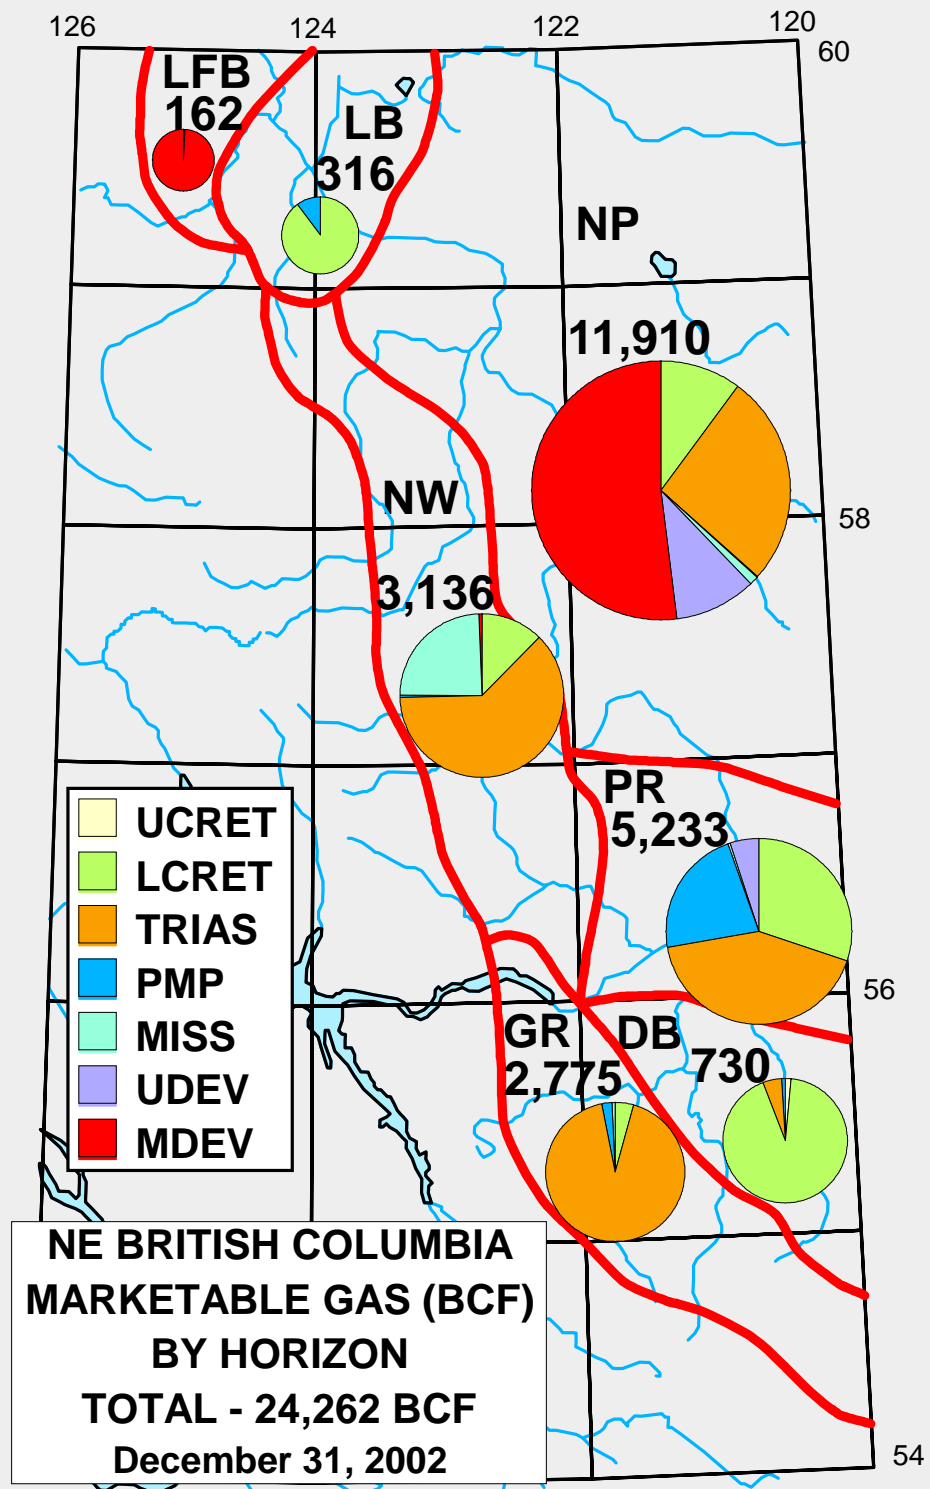 126
124
122
120
60
LFB
162
LB
316
NP
11,910
NW
58
3,136
PR
5,233
UCRET
LCRET
TRIAS
PMP
MISS
UDEV
MDEV
56
GR
2,775
DB
730
NE BRITISH COLUMBIA
MARKETABLE GAS (BCF)
BY HORIZON
TOTAL - 24,262 BCF
December 31, 2002
54